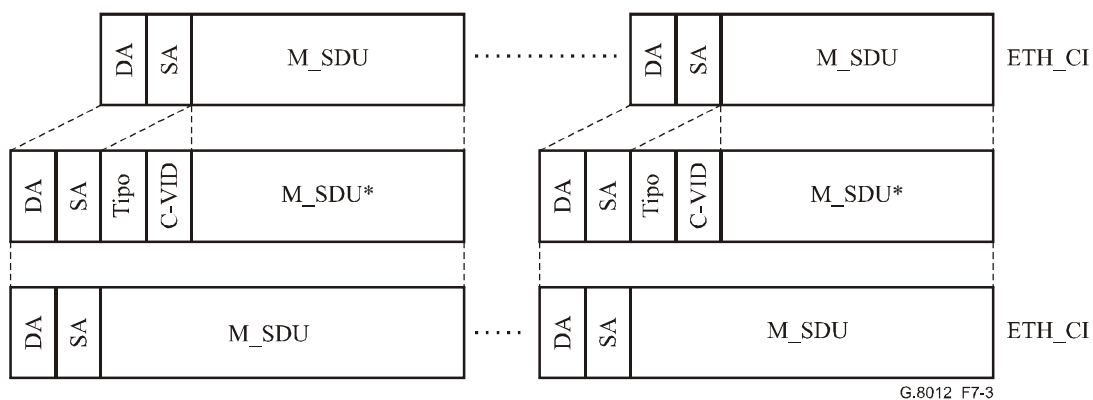 DA SA M_SDU DA SA M_SDU ETH_CI
DA SA Tipo C-VID M_SDU* DA SA Tipo C-VID M_SDU*
DA SA M_SDU DA SA M_SDU ETH_CI
G.8012 F7-3